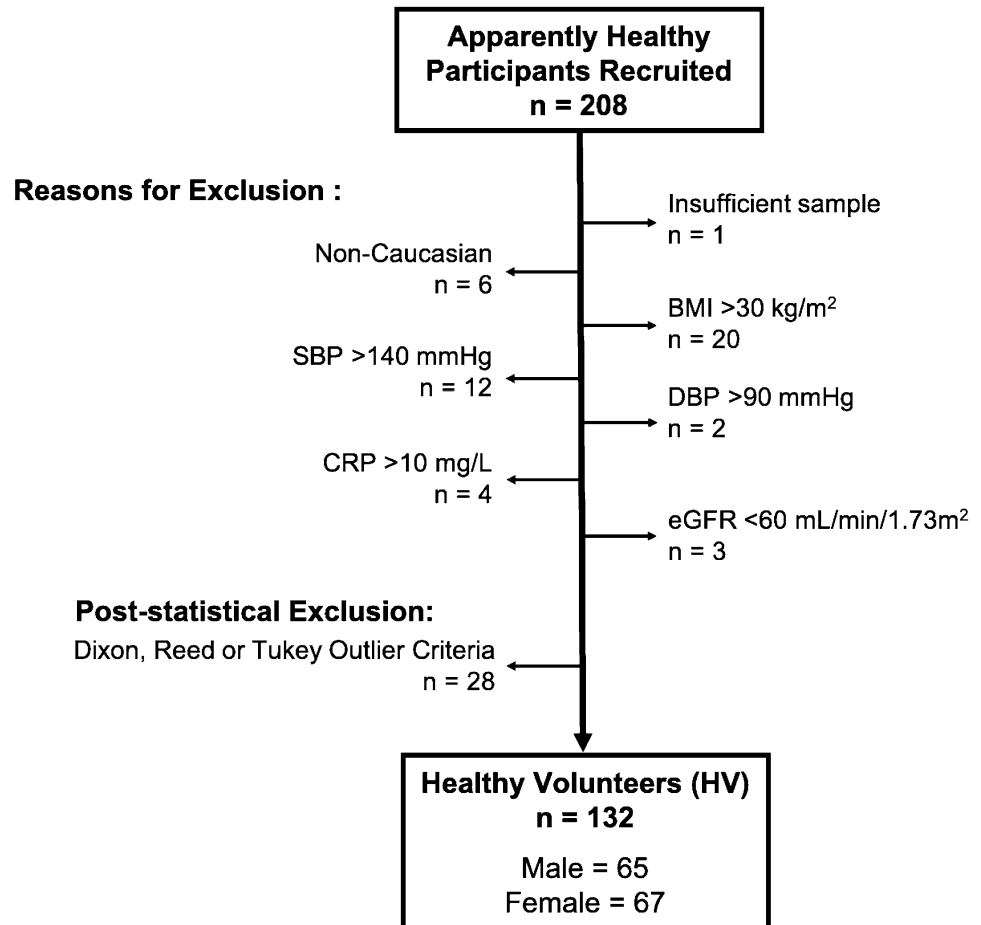 Apparently Healthy
Participants Recruited
n = 208
Reasons for Exclusion :
Insufficient sample
n = 1
Non-Caucasian
n = 6
BMI >30 kg/m²
n = 20
SBP >140 mmHg
n = 12
DBP >90 mmHg
n = 2
CRP >10 mg/L
n = 4
eGFR <60 mL/min/1.73m²
n = 3
Post-statistical Exclusion:
Dixon, Reed or Tukey Outlier Criteria
n = 28
Healthy Volunteers (HV)
n = 132
Male = 65
Female = 67